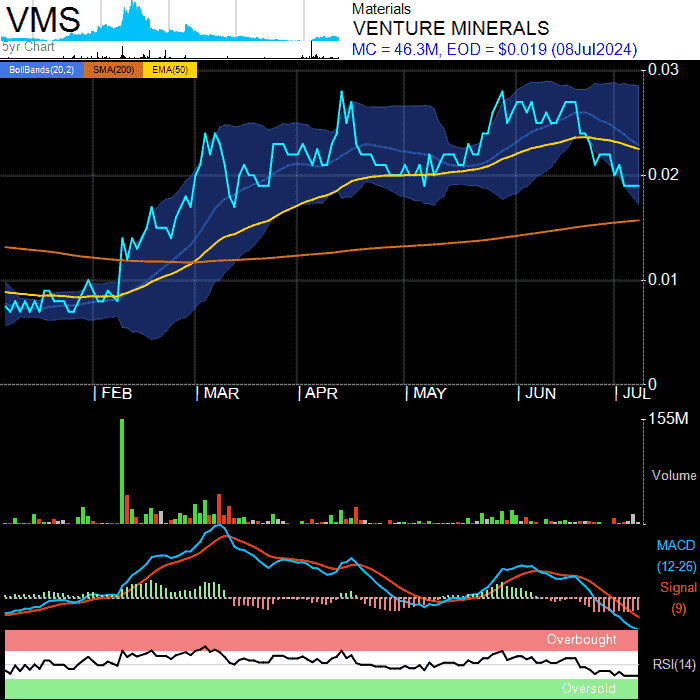 VMS
5yr Chart
Materials
VENTURE MINERALS
MC = 46.3M, EOD = $0.019 (08Jul2024)
BollBands(20,2) SMA(200) EMA(50)
0.03
0.02
0.01
0
FEB MAR APR MAY JUN JUL
155M
Volume
MACD
(12-26)
Signal
(9)
Overbought
RSI(14)
Oversold